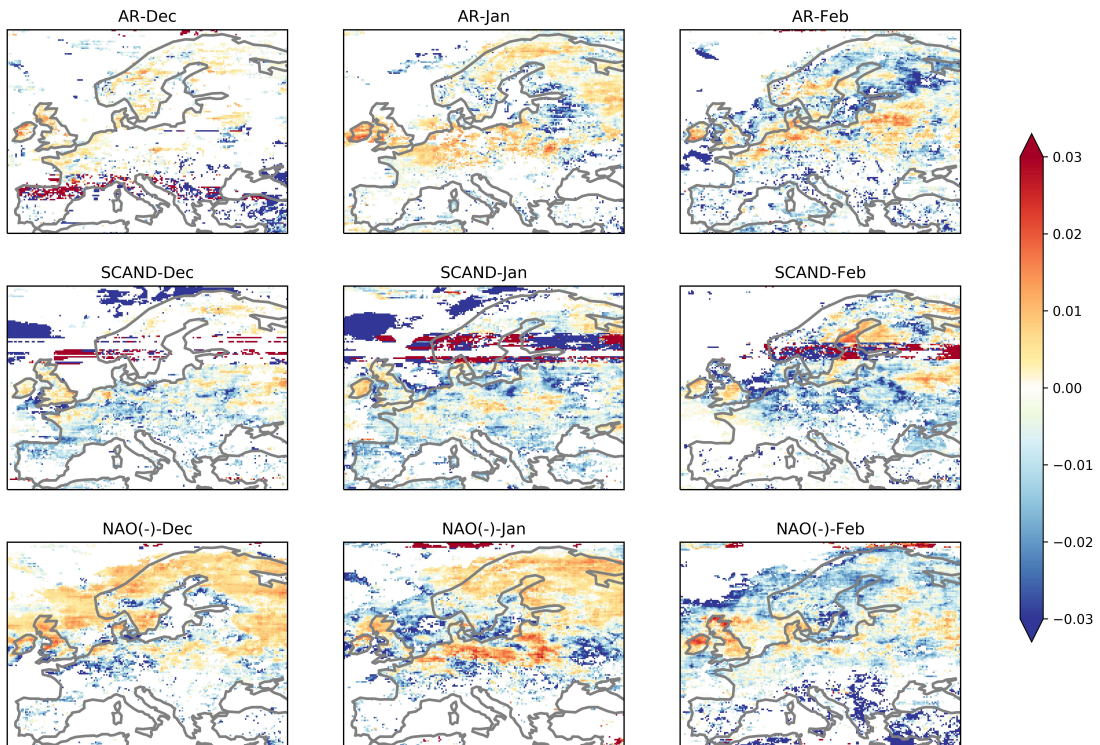 AR-Dec
AR-Jan
AR-Feb
SCAND-Dec
SCAND-Jan
SCAND-Feb
NAO(-)-Dec
NAO(-)-Jan
NAO(-)-Feb
0.03
0.02
0.01
0.00
−0.01
−0.02
−0.03